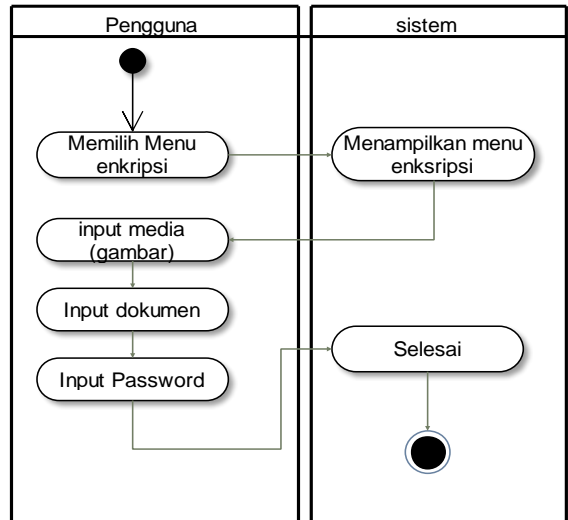 Pengguna
sistem
Memilih Menu
enkripsi
Menampilkan menu
enksripsi
input media
(gambar)
Input dokumen
Input Password
Selesai